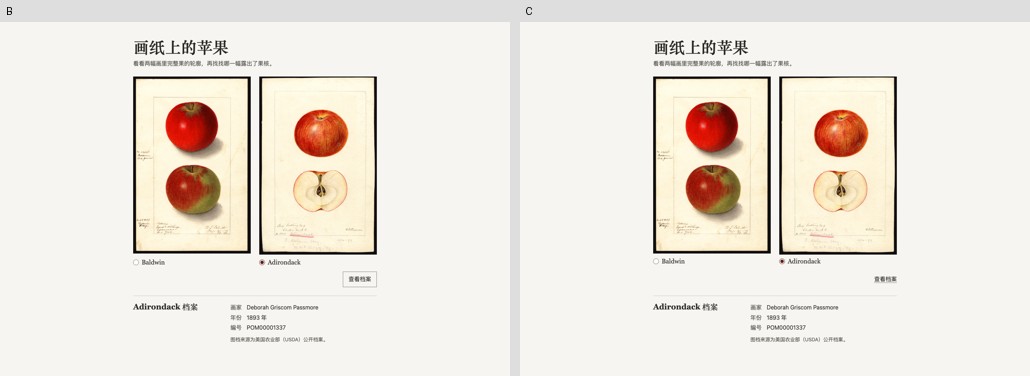 B
画纸上的苹果
看看两幅画里完整果的轮廓，再找找哪一幅露出了果核。
Baldwin
Adirondack
查看档案
Adirondack 档案
画家 Deborah Griscom Passmore
年份 1893 年
编号 POM00001337
图档来源为美国农业部（USDA）公开档案。
C
画纸上的苹果
看看两幅画里完整果的轮廓，再找找哪一幅露出了果核。
Baldwin
Adirondack
查看档案
Adirondack 档案
画家 Deborah Griscom Passmore
年份 1893 年
编号 POM00001337
图档来源为美国农业部（USDA）公开档案。